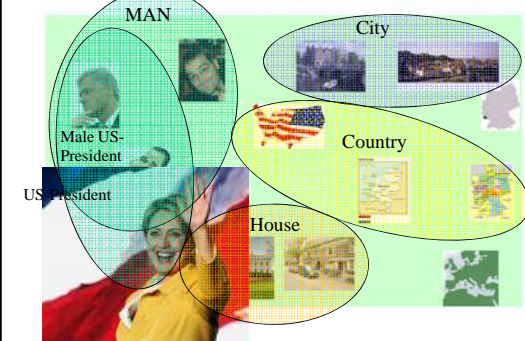 MAN
City
Male US-
President
Country
US-President
House